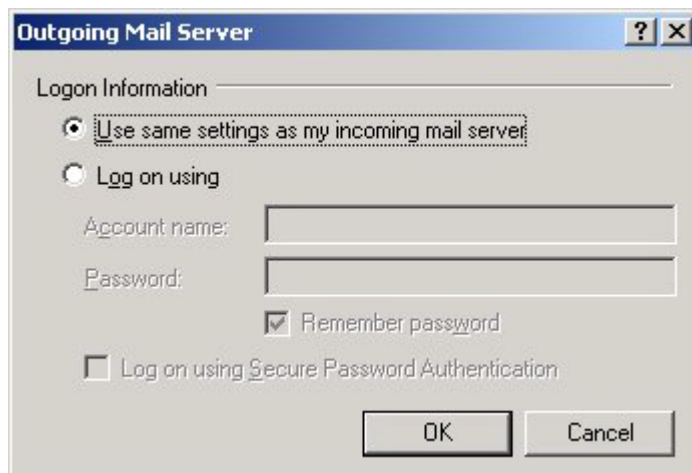 Outgoing Mail Server
Logon Information
Use same settings as my incoming mail server
Log on using
Account name:
Password:
Remember password
Log on using Secure Password Authentication
OK Cancel